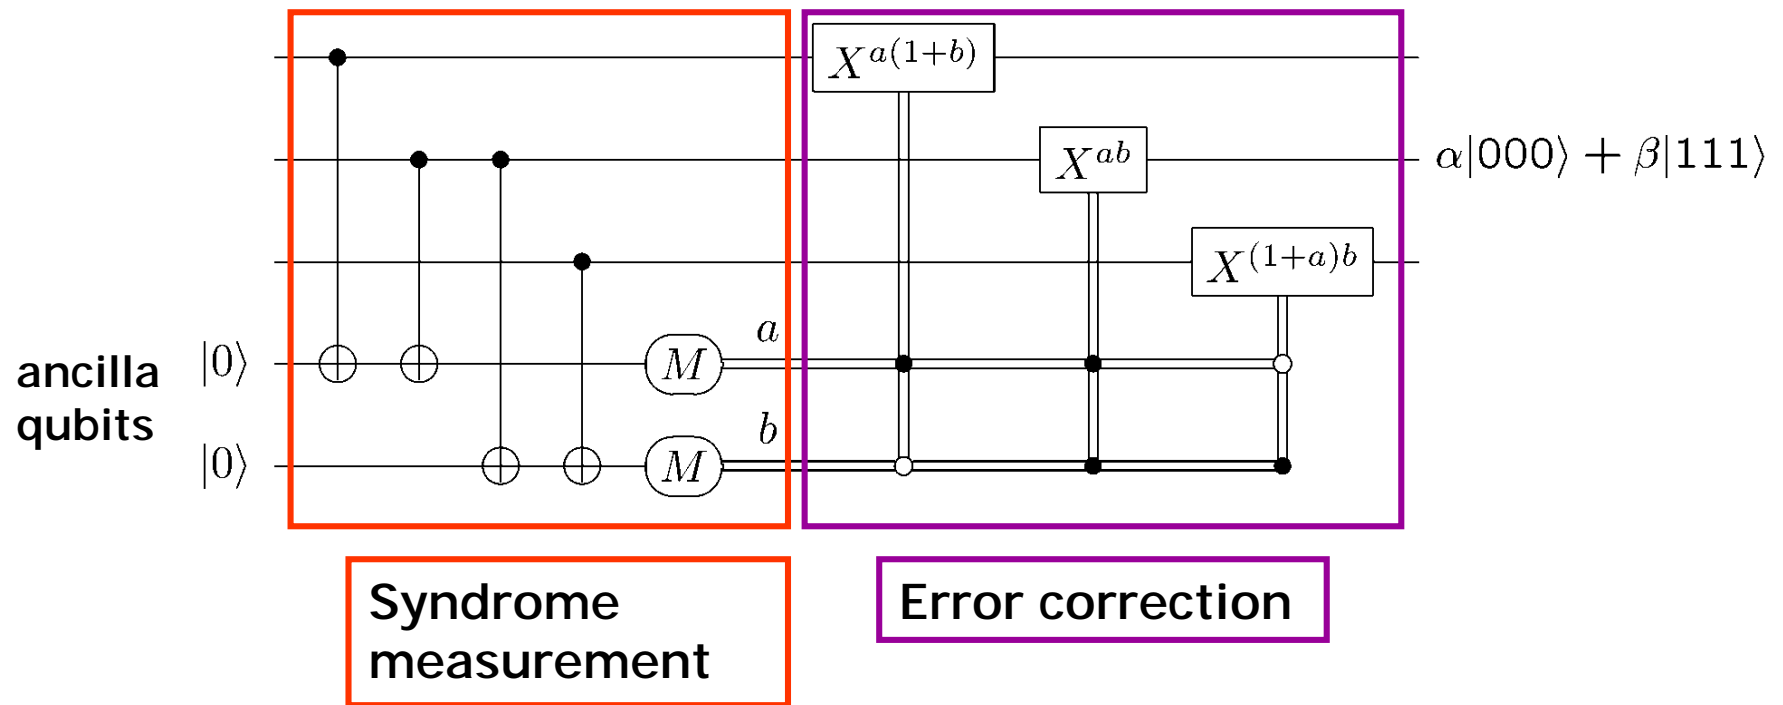 X^{a(1+b)}
X^{ab}
α|000⟩ + β|111⟩
X^{(1+a)b}
ancilla
qubits
|0⟩
M
a
|0⟩
M
b
Syndrome
measurement
Error correction